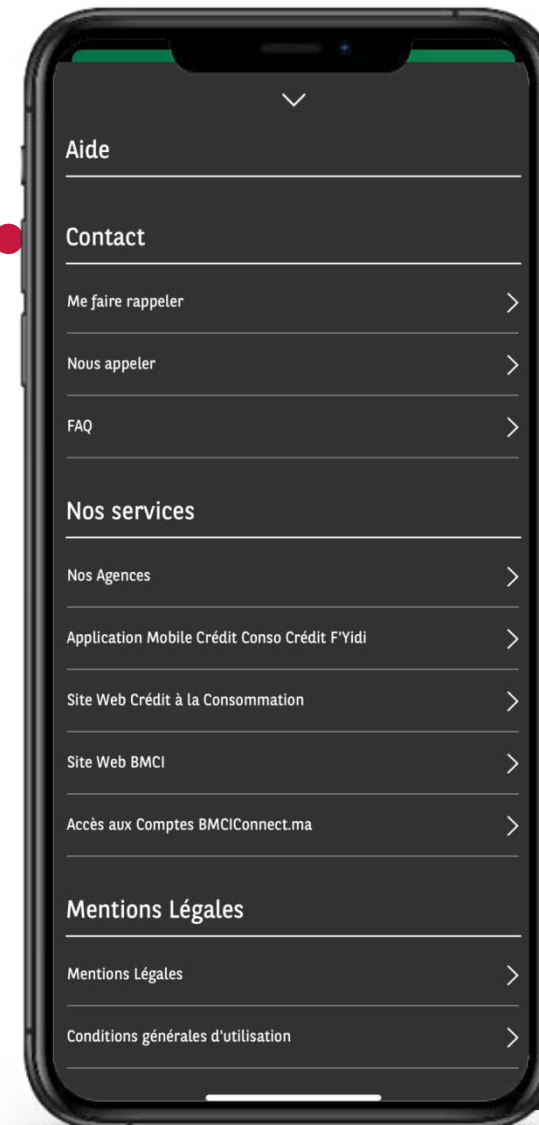 Aide
Contact
Me faire rappeler
Nous appeler
FAQ
Nos services
Nos Agences
Application Mobile Crédit Conso Crédit F'Yidi
Site Web Crédit à la Consommation
Site Web BMCI
Accès aux Comptes BMCIConnect.ma
Mentions Légales
Mentions Légales
Conditions générales d'utilisation